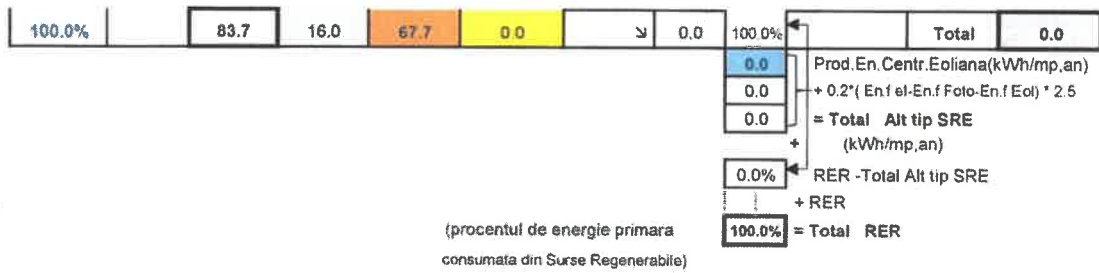 100.0% 83.7 16.0 67.7 0.0 ↘ 0.0 100.0% Total 0.0
0.0 Prod.En.Centr.Eoliana(kWh/mp,an)
0.0 + 0.2*( En.f el-En.f Foto-En.f Eol) * 2.5
0.0 = Total Alt tip SRE
+ (kWh/mp,an)
0.0% RER -Total Alt tip SRE
+ RER
(procentul de energie primara 100.0% = Total RER
consumata din Surse Regenerabile)